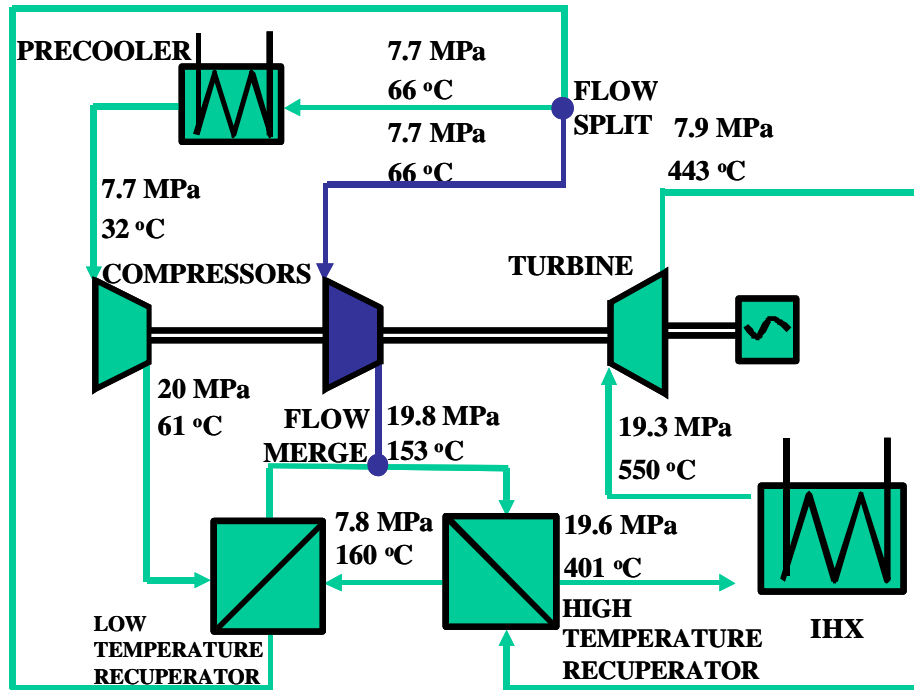 PRECOOLER
7.7 MPa
66 ºC
FLOW
SPLIT
7.7 MPa
66 ºC
7.9 MPa
443 ºC
7.7 MPa
32 ºC
COMPRESSORS
TURBINE
20 MPa
61 ºC
FLOW
MERGE
19.8 MPa
153 ºC
19.3 MPa
550 ºC
7.8 MPa
160 ºC
19.6 MPa
401 ºC
LOW
TEMPERATURE
RECUPERATOR
HIGH
TEMPERATURE
RECUPERATOR
IHX